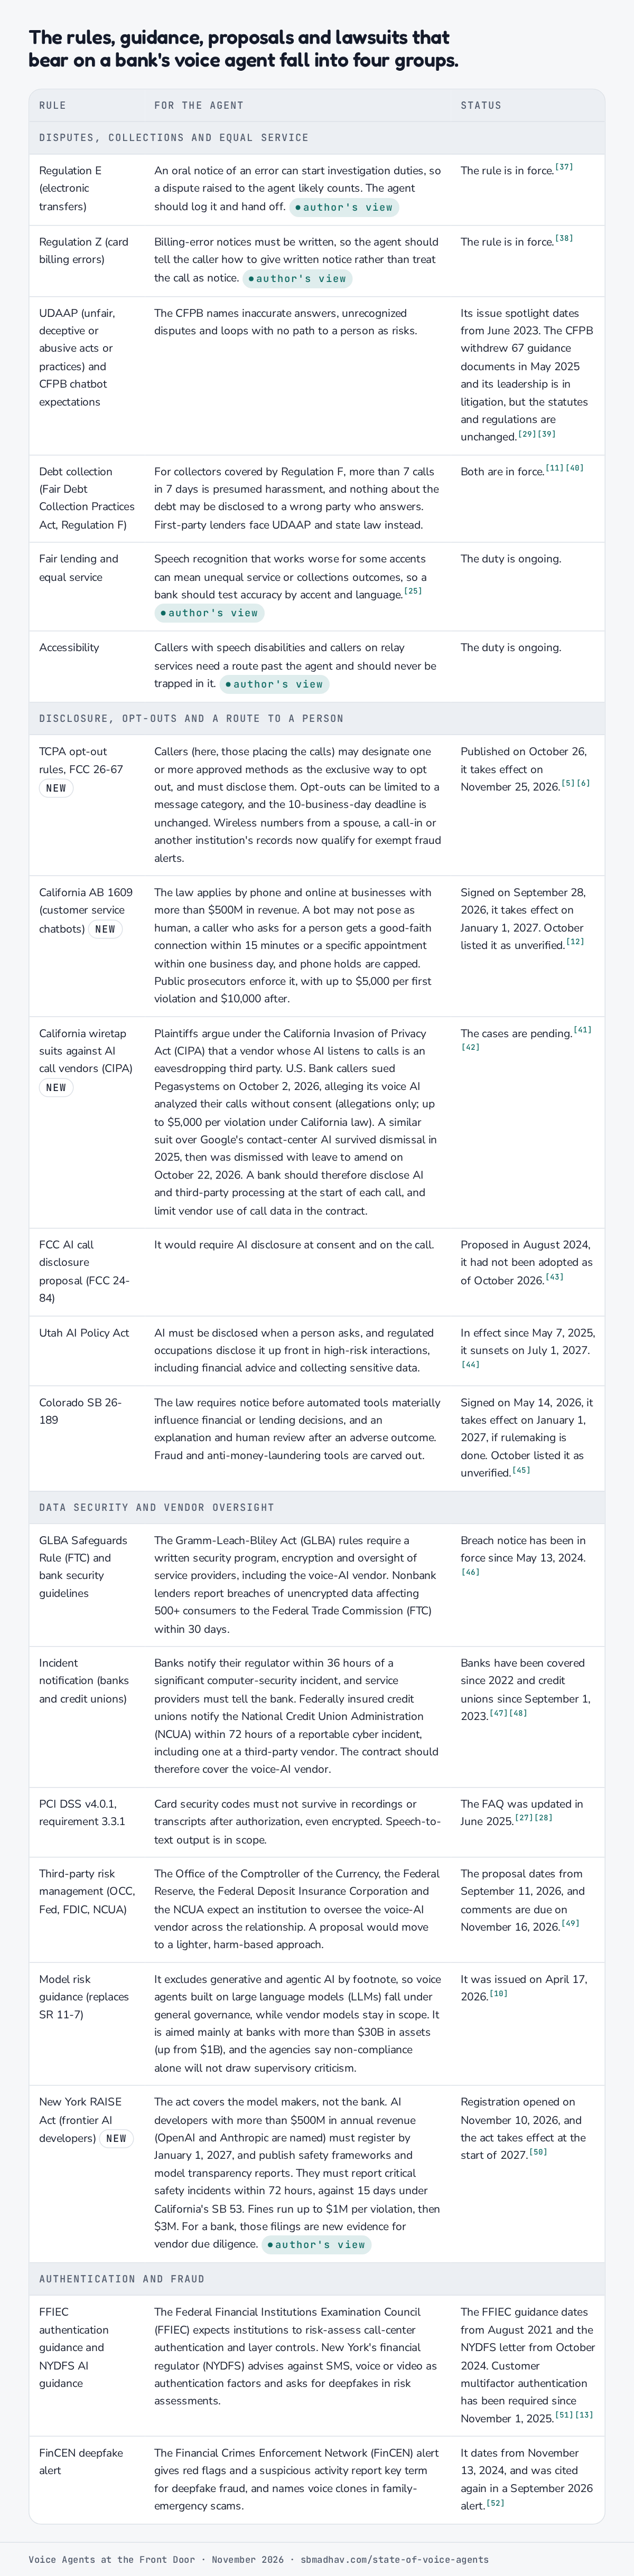 The rules, guidance, proposals and lawsuits that
bear on a bank's voice agent fall into four groups.
RULE FOR THE AGENT STATUS
DISPUTES, COLLECTIONS AND EQUAL SERVICE
Regulation E
(electronic
transfers)
An oral notice of an error can start investigation duties, so
a dispute raised to the agent likely counts. The agent
should log it and hand off. •author's view
The rule is in force.[37]
Regulation Z (card
billing errors)
Billing-error notices must be written, so the agent should
tell the caller how to give written notice rather than treat
the call as notice. •author's view
The rule is in force.[38]
UDAAP (unfair,
deceptive or
abusive acts or
practices) and
CFPB chatbot
expectations
The CFPB names inaccurate answers, unrecognized
disputes and loops with no path to a person as risks.
Its issue spotlight dates
from June 2023. The CFPB
withdrew 67 guidance
documents in May 2025
and its leadership is in
litigation, but the statutes
and regulations are
unchanged.[29][39]
Debt collection
(Fair Debt
Collection Practices
Act, Regulation F)
For collectors covered by Regulation F, more than 7 calls
in 7 days is presumed harassment, and nothing about the
debt may be disclosed to a wrong party who answers.
First-party lenders face UDAAP and state law instead.
Both are in force.[11][40]
Fair lending and
equal service
Speech recognition that works worse for some accents
can mean unequal service or collections outcomes, so a
bank should test accuracy by accent and language.[25]
•author's view
The duty is ongoing.
Accessibility
Callers with speech disabilities and callers on relay
services need a route past the agent and should never be
trapped in it. •author's view
The duty is ongoing.
DISCLOSURE, OPT-OUTS AND A ROUTE TO A PERSON
TCPA opt-out
rules, FCC 26-67
NEW
Callers (here, those placing the calls) may designate one
or more approved methods as the exclusive way to opt
out, and must disclose them. Opt-outs can be limited to a
message category, and the 10-business-day deadline is
unchanged. Wireless numbers from a spouse, a call-in or
another institution's records now qualify for exempt fraud
alerts.
Published on October 26,
it takes effect on
November 25, 2026.[5][6]
California AB 1609
(customer service
chatbots) NEW
The law applies by phone and online at businesses with
more than $500M in revenue. A bot may not pose as
human, a caller who asks for a person gets a good-faith
connection within 15 minutes or a specific appointment
within one business day, and phone holds are capped.
Public prosecutors enforce it, with up to $5,000 per first
violation and $10,000 after.
Signed on September 28,
2026, it takes effect on
January 1, 2027. October
listed it as unverified.[12]
California wiretap
suits against AI
call vendors (CIPA)
NEW
Plaintiffs argue under the California Invasion of Privacy
Act (CIPA) that a vendor whose AI listens to calls is an
eavesdropping third party. U.S. Bank callers sued
Pegasystems on October 2, 2026, alleging its voice AI
analyzed their calls without consent (allegations only; up
to $5,000 per violation under California law). A similar
suit over Google's contact-center AI survived dismissal in
2025, then was dismissed with leave to amend on
October 22, 2026. A bank should therefore disclose AI
and third-party processing at the start of each call, and
limit vendor use of call data in the contract.
The cases are pending.[41]
[42]
FCC AI call
disclosure
proposal (FCC 24-
84)
It would require AI disclosure at consent and on the call.
Proposed in August 2024,
it had not been adopted as
of October 2026.[43]
Utah AI Policy Act
AI must be disclosed when a person asks, and regulated
occupations disclose it up front in high-risk interactions,
including financial advice and collecting sensitive data.
In effect since May 7, 2025,
it sunsets on July 1, 2027.
[44]
Colorado SB 26-
189
The law requires notice before automated tools materially
influence financial or lending decisions, and an
explanation and human review after an adverse outcome.
Fraud and anti-money-laundering tools are carved out.
Signed on May 14, 2026, it
takes effect on January 1,
2027, if rulemaking is
done. October listed it as
unverified.[45]
DATA SECURITY AND VENDOR OVERSIGHT
GLBA Safeguards
Rule (FTC) and
bank security
guidelines
The Gramm-Leach-Bliley Act (GLBA) rules require a
written security program, encryption and oversight of
service providers, including the voice-AI vendor. Nonbank
lenders report breaches of unencrypted data affecting
500+ consumers to the Federal Trade Commission (FTC)
within 30 days.
Breach notice has been in
force since May 13, 2024.
[46]
Incident
notification (banks
and credit unions)
Banks notify their regulator within 36 hours of a
significant computer-security incident, and service
providers must tell the bank. Federally insured credit
unions notify the National Credit Union Administration
(NCUA) within 72 hours of a reportable cyber incident,
including one at a third-party vendor. The contract should
therefore cover the voice-AI vendor.
Banks have been covered
since 2022 and credit
unions since September 1,
2023.[47][48]
PCI DSS v4.0.1,
requirement 3.3.1
Card security codes must not survive in recordings or
transcripts after authorization, even encrypted. Speech-to-
text output is in scope.
The FAQ was updated in
June 2025.[27][28]
Third-party risk
management (OCC,
Fed, FDIC, NCUA)
The Office of the Comptroller of the Currency, the Federal
Reserve, the Federal Deposit Insurance Corporation and
the NCUA expect an institution to oversee the voice-AI
vendor across the relationship. A proposal would move
to a lighter, harm-based approach.
The proposal dates from
September 11, 2026, and
comments are due on
November 16, 2026.[49]
Model risk
guidance (replaces
SR 11-7)
It excludes generative and agentic AI by footnote, so voice
agents built on large language models (LLMs) fall under
general governance, while vendor models stay in scope. It
is aimed mainly at banks with more than $30B in assets
(up from $1B), and the agencies say non-compliance
alone will not draw supervisory criticism.
It was issued on April 17,
2026.[10]
New York RAISE
Act (frontier AI
developers) NEW
The act covers the model makers, not the bank. AI
developers with more than $500M in annual revenue
(OpenAI and Anthropic are named) must register by
January 1, 2027, and publish safety frameworks and
model transparency reports. They must report critical
safety incidents within 72 hours, against 15 days under
California's SB 53. Fines run up to $1M per violation, then
$3M. For a bank, those filings are new evidence for
vendor due diligence. •author's view
Registration opened on
November 10, 2026, and
the act takes effect at the
start of 2027.[50]
AUTHENTICATION AND FRAUD
FFIEC
authentication
guidance and
NYDFS AI
guidance
The Federal Financial Institutions Examination Council
(FFIEC) expects institutions to risk-assess call-center
authentication and layer controls. New York's financial
regulator (NYDFS) advises against SMS, voice or video as
authentication factors and asks for deepfakes in risk
assessments.
The FFIEC guidance dates
from August 2021 and the
NYDFS letter from October
2024. Customer
multifactor authentication
has been required since
November 1, 2025.[51][13]
FinCEN deepfake
alert
The Financial Crimes Enforcement Network (FinCEN) alert
gives red flags and a suspicious activity report key term
for deepfake fraud, and names voice clones in family-
emergency scams.
It dates from November
13, 2024, and was cited
again in a September 2026
alert.[52]
Voice Agents at the Front Door · November 2026 · sbmadhav.com/state-of-voice-agents